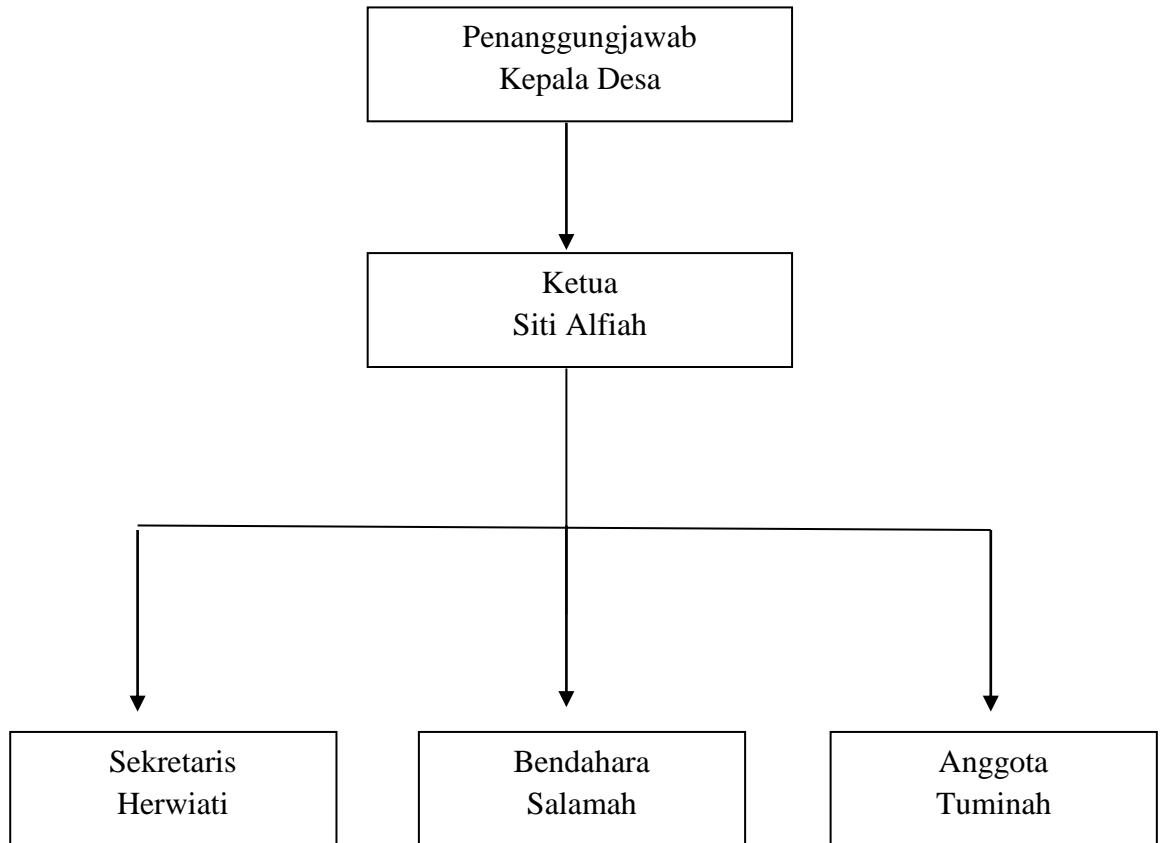 Penanggungjawab
Kepala Desa
Ketua
Siti Alfiah
Sekretaris
Herwiati
Bendahara
Salamah
Anggota
Tuminah